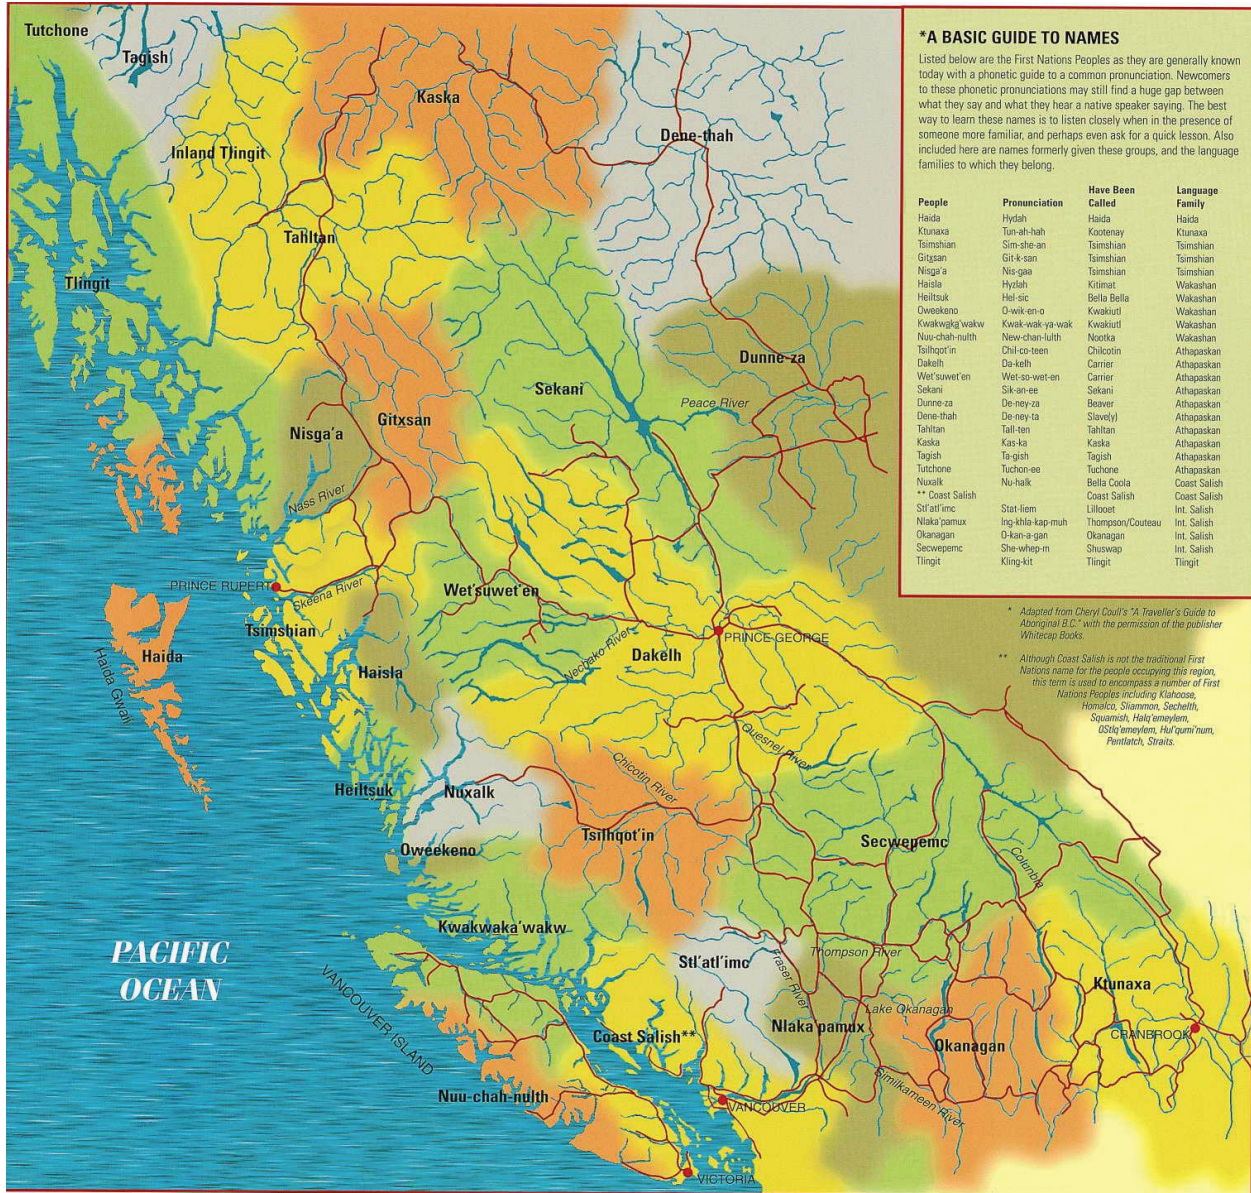 Tutchone
Tagish
Kaska
Dene-thah
Inland Tlingit
Tahltan
Tlingit
Dunne-za
Sekani
Peace River
Nisga'a
Gitxsan
Nass River
PRINCE RUPERT
Skeena River
Wet'suwet'en
Tsimshian
PRINCE GEORGE
Haida
Haida Gwaii
Haisla
Nechako River
Dakelh
Quesnel River
Chicotin River
Heiltsuk
Nuxalk
Tsilhqot'in
Secwepemc
Oweekeno
Columbia
Kwakwaka'wakw
PACIFIC
OCEAN
VANCOUVER ISLAND
Stl'atl'imc
Fraser River
Thompson River
Ktunaxa
Lake Okanagan
Nlaka pamux
Coast Salish**
Okanagan
CRANBROOK
Similkameen River
Nuu-chah-nulth
VANCOUVER
VICTORIA
*A BASIC GUIDE TO NAMES
Listed below are the First Nations Peoples as they are generally known
today with a phonetic guide to a common pronunciation. Newcomers
to these phonetic pronunciations may still find a huge gap between
what they say and what they hear a native speaker saying. The best
way to learn these names is to listen closely when in the presence of
someone more familiar, and perhaps even ask for a quick lesson. Also
included here are names formerly given these groups, and the language
families to which they belong.
Have Been Language
People Pronunciation Called Family
Haida Hydah Haida Haida
Ktunaxa Tun-ah-hah Kootenay Ktunaxa
Tsimshian Sim-she-an Tsimshian Tsimshian
Gitxsan Git-k-san Tsimshian Tsimshian
Nisga'a Nis-gaa Tsimshian Tsimshian
Haisla Hyzlah Kitimat Wakashan
Heiltsuk Hel-sic Bella Bella Wakashan
Oweekeno O-wik-en-o Kwakiutl Wakashan
Kwakwaka'wakw Kwak-wak-ya-wak Kwakiutl Wakashan
Nuu-chah-nulth New-chan-lulth Nootka Wakashan
Tsilhqot'in Chil-co-teen Chilcotin Athapaskan
Dakelh Da-kelh Carrier Athapaskan
Wet'suwet'en Wet-so-wet-en Carrier Athapaskan
Sekani Sik-an-ee Sekani Athapaskan
Dunne-za De-ney-za Beaver Athapaskan
Dene-thah De-ney-ta Slave(y) Athapaskan
Tahltan Tall-ten Tahltan Athapaskan
Kaska Kas-ka Kaska Athapaskan
Tagish Ta-gish Tagish Athapaskan
Tutchone Tuchon-ee Tuchone Athapaskan
Nuxalk Nu-halk Bella Coola Coast Salish
** Coast Salish Coast Salish Coast Salish
Stl'atl'imc Stat-liem Lillooet Int. Salish
Nlaka'pamux Ing-khla-kap-muh Thompson/Couteau Int. Salish
Okanagan O-kan-a-gan Okanagan Int. Salish
Secwepemc She-whep-m Shuswap Int. Salish
Tlingit Kling-kit Tlingit Tlingit
* Adapted from Cheryl Coull's "A Traveller's Guide to
Aboriginal B.C." with the permission of the publisher
Whitecap Books.
** Although Coast Salish is not the traditional First
Nations name for the people occupying this region,
this term is used to encompass a number of First
Nations Peoples including Klahoose,
Homalco, Sliammon, Sechelth,
Squamish, Halq'emeylem,
OStlq'emeylem, Hul'qumi'num,
Pentlatch, Straits.